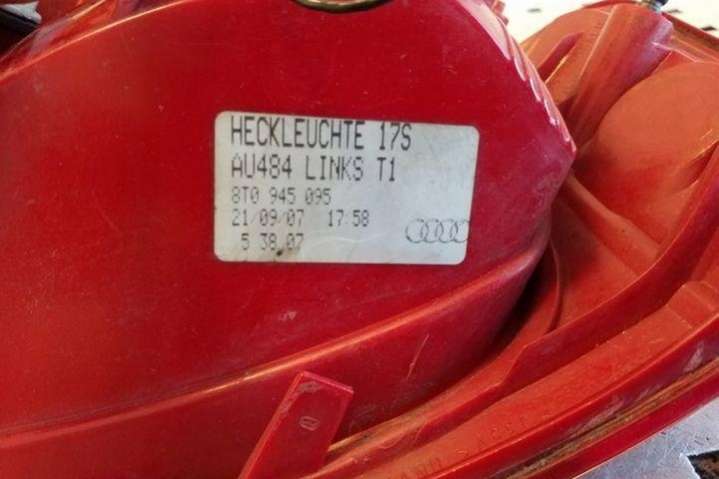 HECKLEUCHTE 17S
AU484 LINKS T1
8T0 945 095
21/09/07 17:58
5 38.07